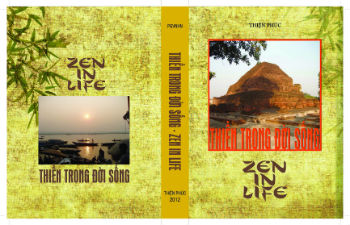 ZEN
IN
LIFE
THIỀN TRONG ĐỜI SỐNG
THIỀN TRONG ĐỜI SỐNG - ZEN IN LIFE
THIỆN PHÚC
2012
THIỆN PHÚC
THIỀN TRONG ĐỜI SỐNG
ZEN
IN
LIFE